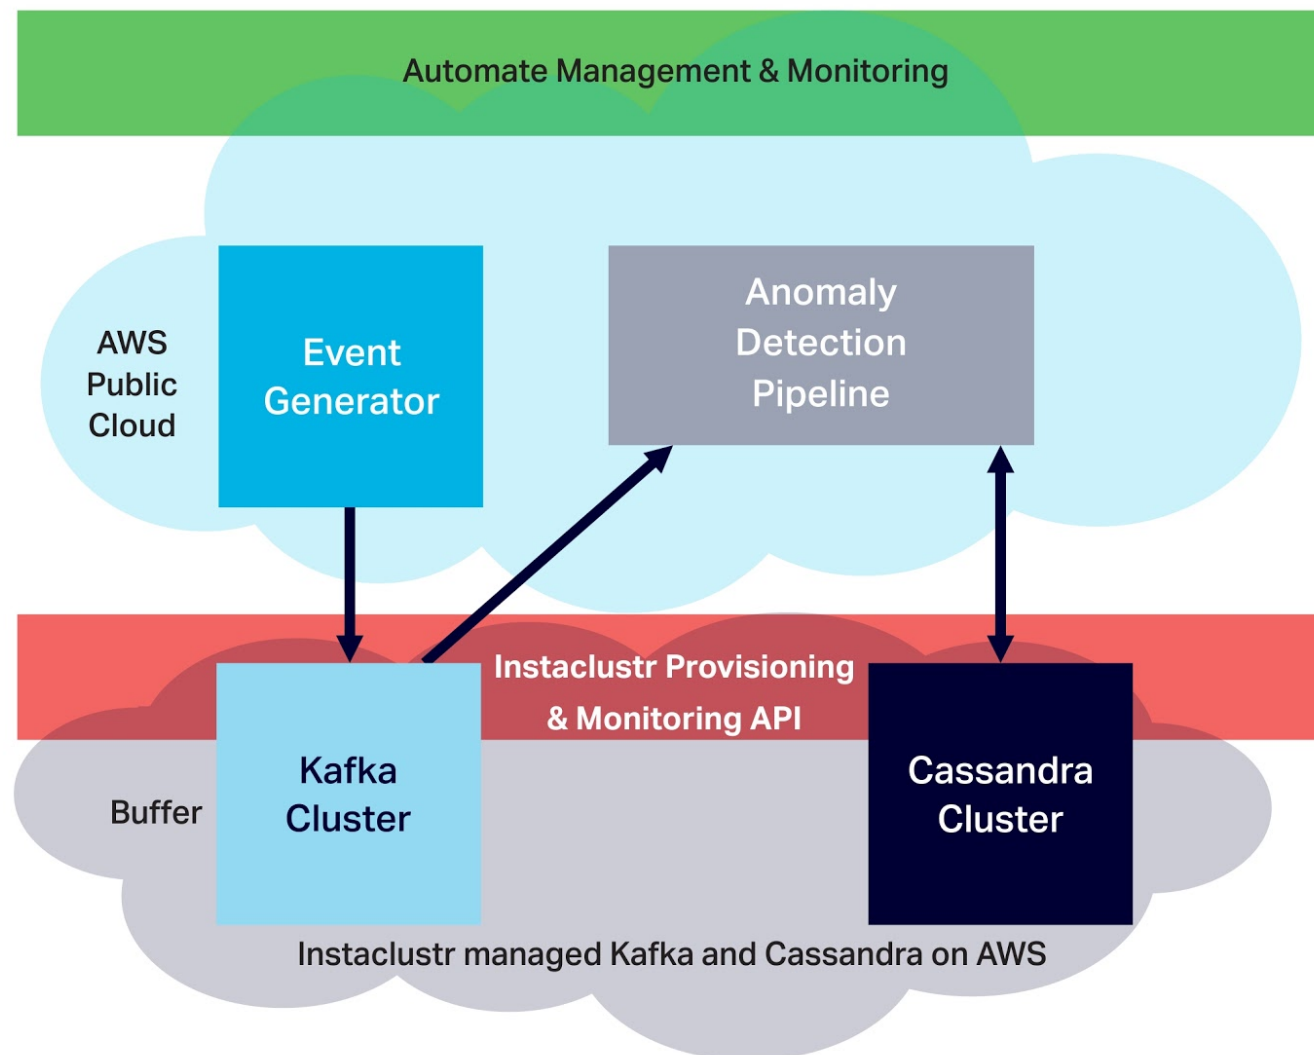 Automate Management & Monitoring
AWS
Public
Cloud
Event
Generator
Anomaly
Detection
Pipeline
Instaclustr Provisioning
& Monitoring API
Buffer
Kafka
Cluster
Cassandra
Cluster
Instaclustr managed Kafka and Cassandra on AWS